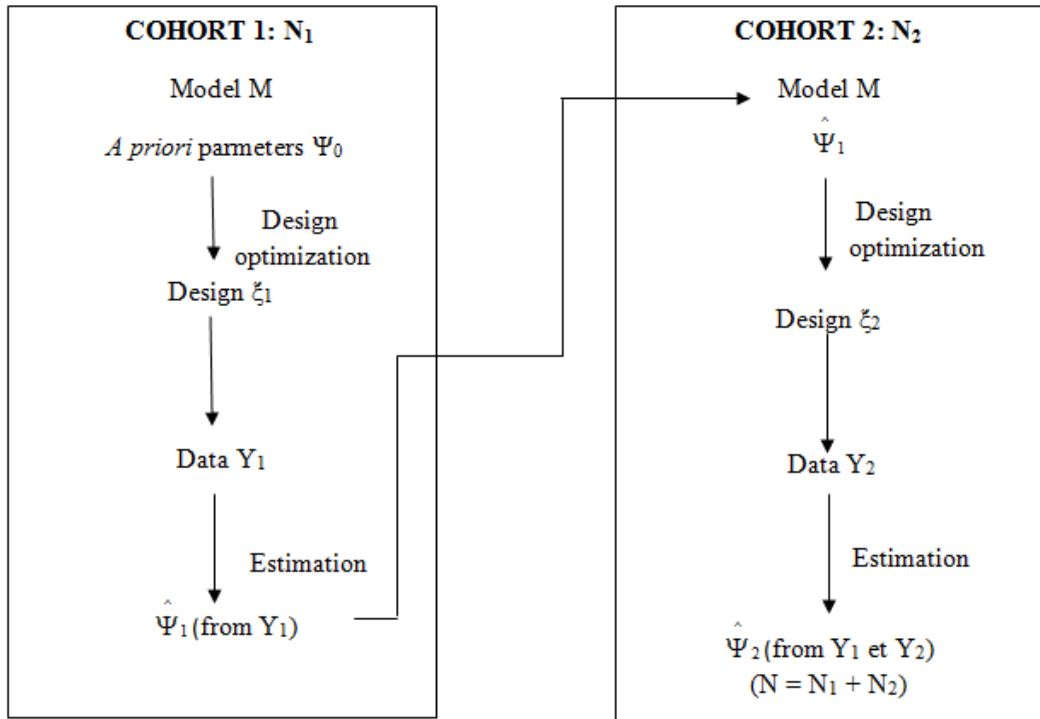 COHORT 1: N₁
Model M
A priori parmeters Ψ₀
Design
optimization
Design ξ₁
Data Y₁
Estimation
Ψ̂₁ (from Y₁)
COHORT 2: N₂
Model M
Ψ̂₁
Design
optimization
Design ξ₂
Data Y₂
Estimation
Ψ̂₂ (from Y₁ et Y₂)
(N = N₁ + N₂)